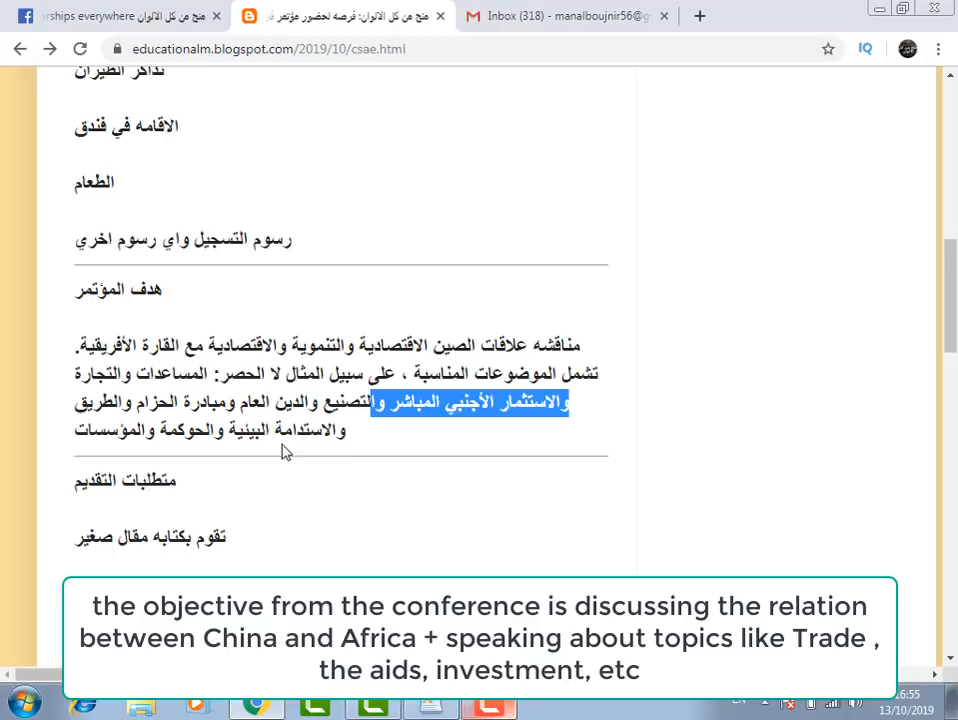 arships everywhere منح من كل الالوان
منح من كل الالوان: فرصة لحضور مؤتمر في
Inbox (318) - manalboujnir56@g
educationalm.blogspot.com/2019/10/csae.html
IQ
تذاكر الطيران
الاقامه في فندق
الطعام
رسوم التسجيل واي رسوم اخري
هدف المؤتمر
مناقشه علاقات الصين الاقتصادية والتنموية والاقتصادية مع القارة الأفريقية.
تشمل الموضوعات المناسبة ، على سبيل المثال لا الحصر: المساعدات والتجارة
والاستثمار الأجنبي المباشر والتصنيع والدين العام ومبادرة الحزام والطريق
والاستدامة البيئية والحوكمة والمؤسسات
متطلبات التقديم
تقوم بكتابه مقال صغير
the objective from the conference is discussing the relation
between China and Africa + speaking about topics like Trade ,
the aids, investment, etc
EN
16:55
13/10/2019